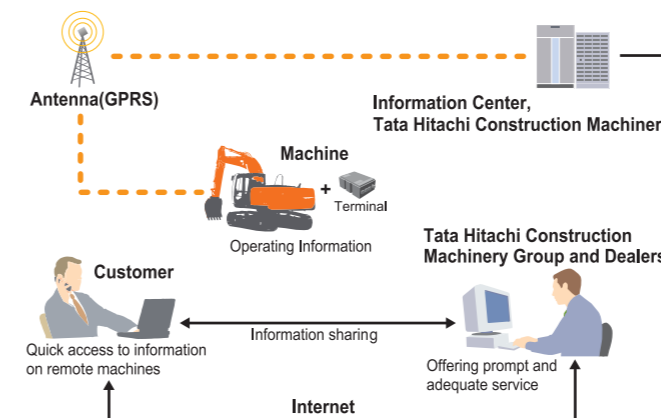 Antenna(GPRS)
Information Center,
Tata Hitachi Construction Machiner
Machine
+
Terminal
Operating Information
Tata Hitachi Construction
Machinery Group and Dealers
Customer
Information sharing
Quick access to information
on remote machines
Offering prompt and
adequate service
Internet